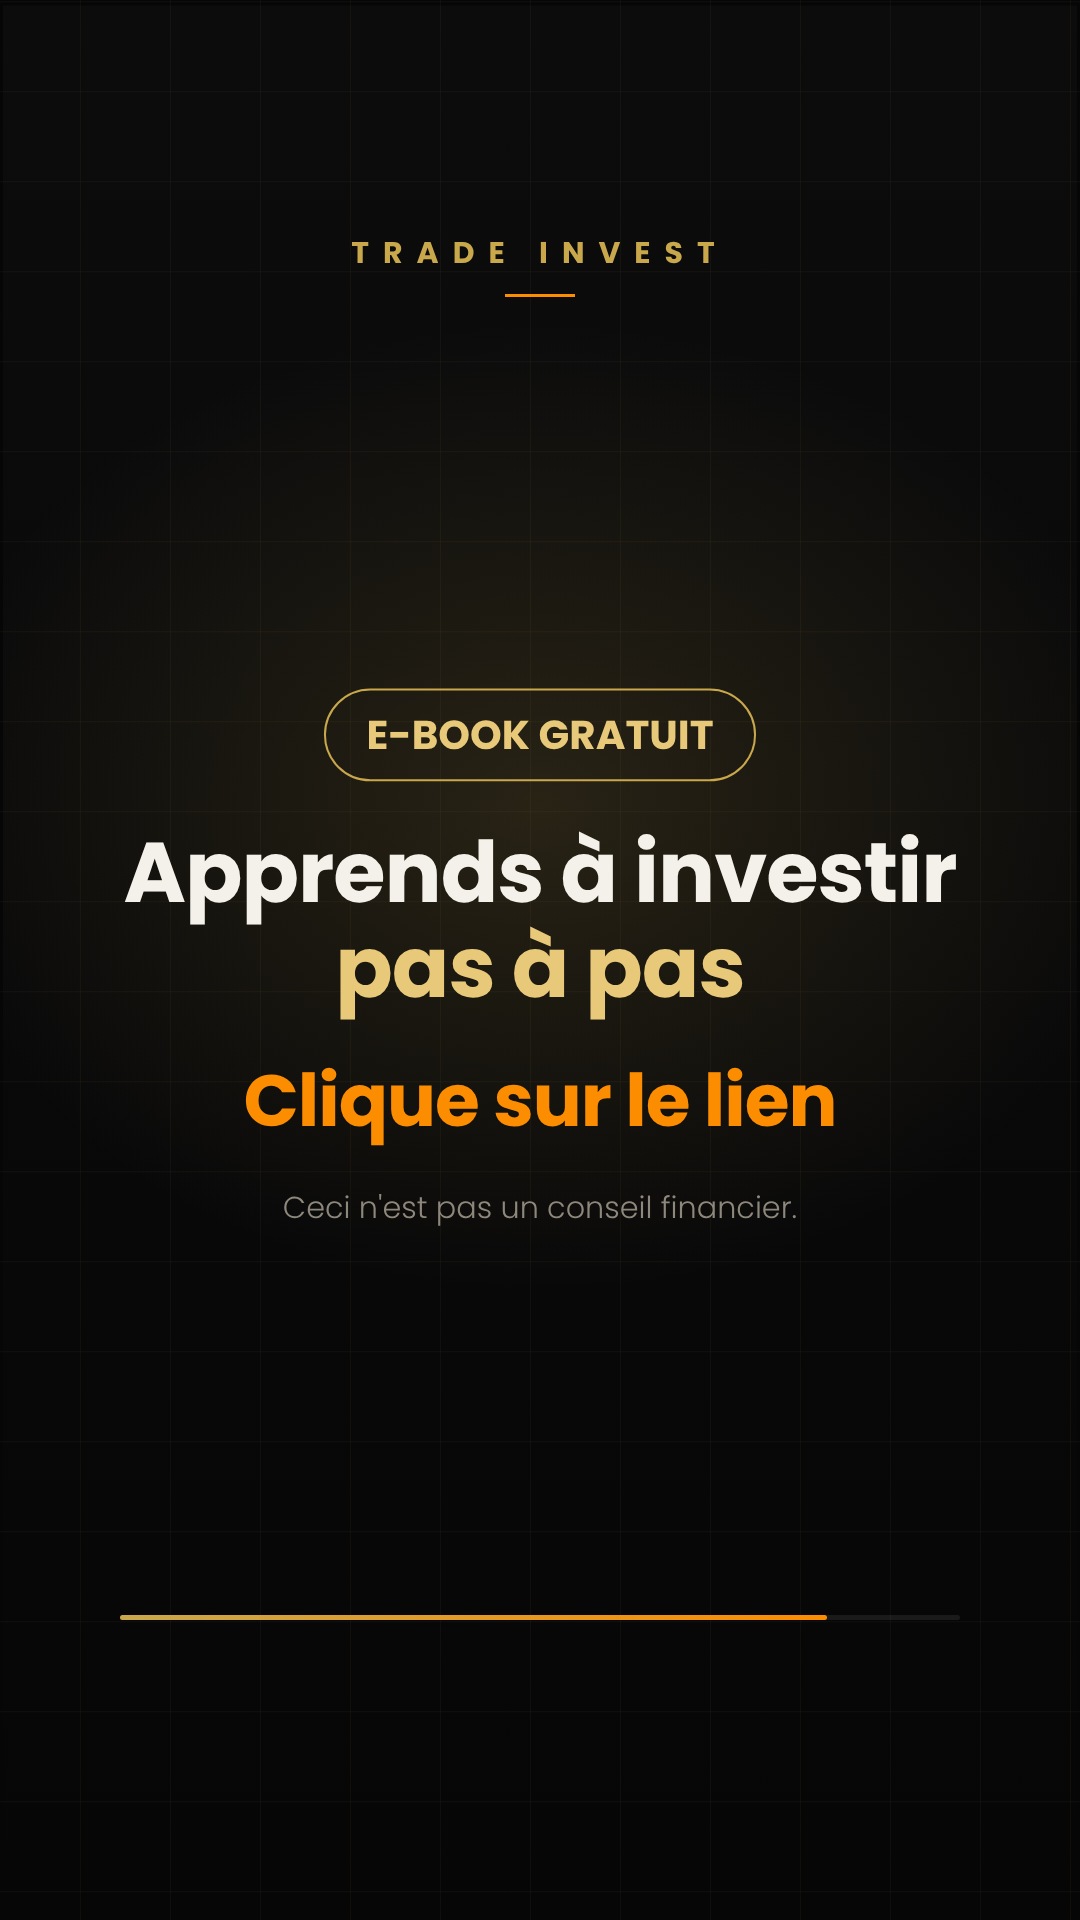 TRADE INVEST
E-BOOK GRATUIT
Apprends à investir
pas à pas
Clique sur le lien
Ceci n'est pas un conseil financier.